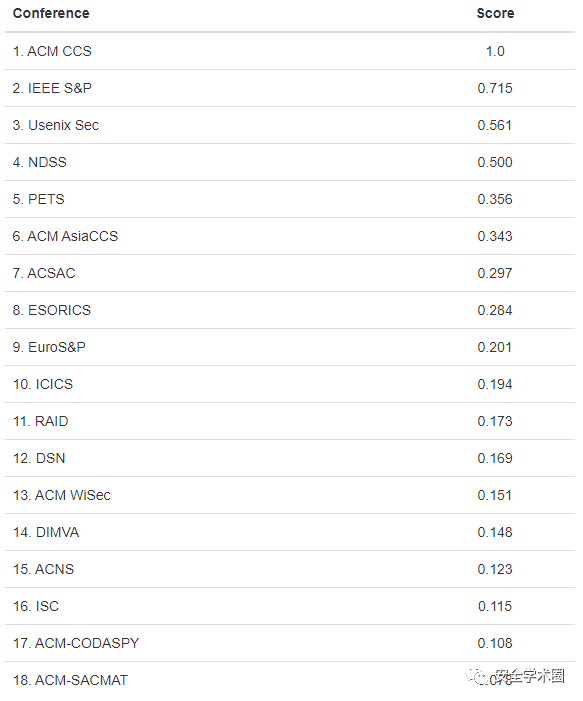 Conference Score
1. ACM CCS 1.0
2. IEEE S&P 0.715
3. Usenix Sec 0.561
4. NDSS 0.500
5. PETS 0.356
6. ACM AsiaCCS 0.343
7. ACSAC 0.297
8. ESORICS 0.284
9. EuroS&P 0.201
10. ICICS 0.194
11. RAID 0.173
12. DSN 0.169
13. ACM WiSec 0.151
14. DIMVA 0.148
15. ACNS 0.123
16. ISC 0.115
17. ACM-CODASPY 0.108
18. ACM-SACMAT
安全学术圈